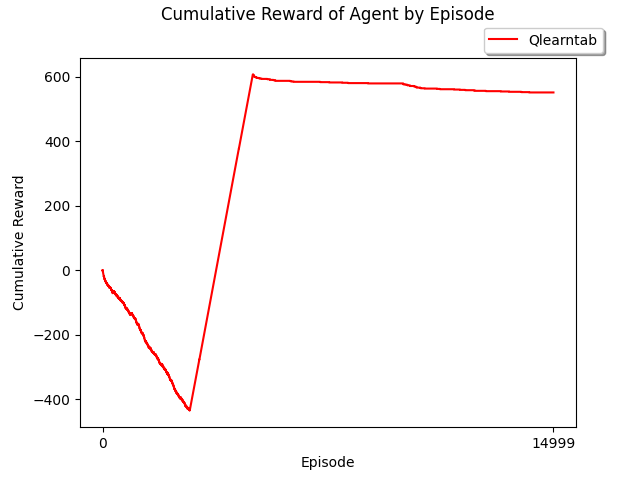 Cumulative Reward of Agent by Episode
Qlearntab
600
400
200
0
−200
−400
Cumulative Reward
0
14999
Episode